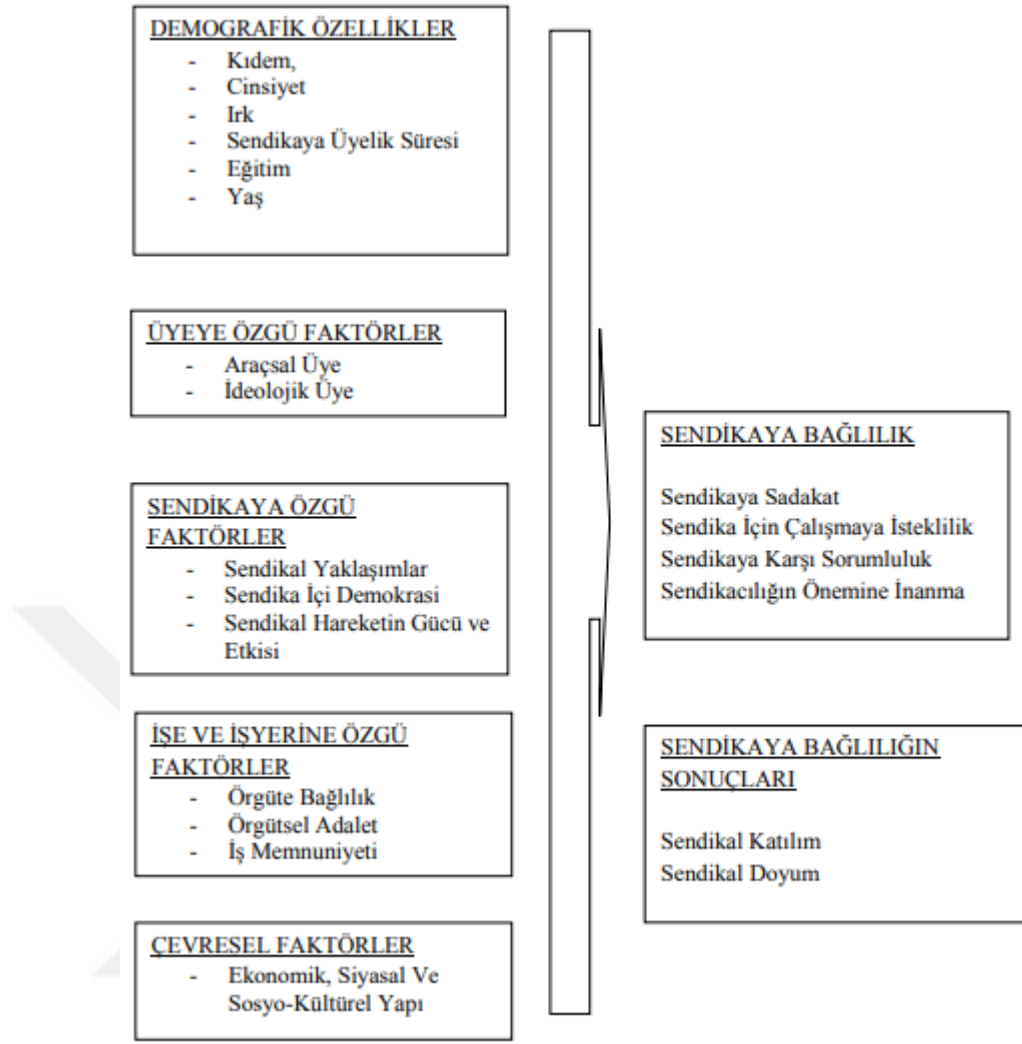 DEMOGRAFİK ÖZELLİKLER
- Kıdem,
- Cinsiyet
- Irk
- Sendikaya Üyelik Süresi
- Eğitim
- Yaş
ÜYEYE ÖZGÜ FAKTÖRLER
- Araçsal Üye
- İdeolojik Üye
SENDİKAYA ÖZGÜ
FAKTÖRLER
- Sendikal Yaklaşımlar
- Sendika İçi Demokrasi
- Sendikal Hareketin Gücü ve
Etkisi
İŞE VE İŞYERİNE ÖZGÜ
FAKTÖRLER
- Örgüte Bağlılık
- Örgütsel Adalet
- İş Memnuniyeti
ÇEVRESEL FAKTÖRLER
- Ekonomik, Siyasal Ve
Sosyo-Kültürel Yapı
SENDİKAYA BAĞLILIK
Sendikaya Sadakat
Sendika İçin Çalışmaya İsteklilik
Sendikaya Karşı Sorumluluk
Sendikacılığın Önemine İnanma
SENDİKAYA BAĞLILIĞIN
SONUÇLARI
Sendikal Katılım
Sendikal Doyum